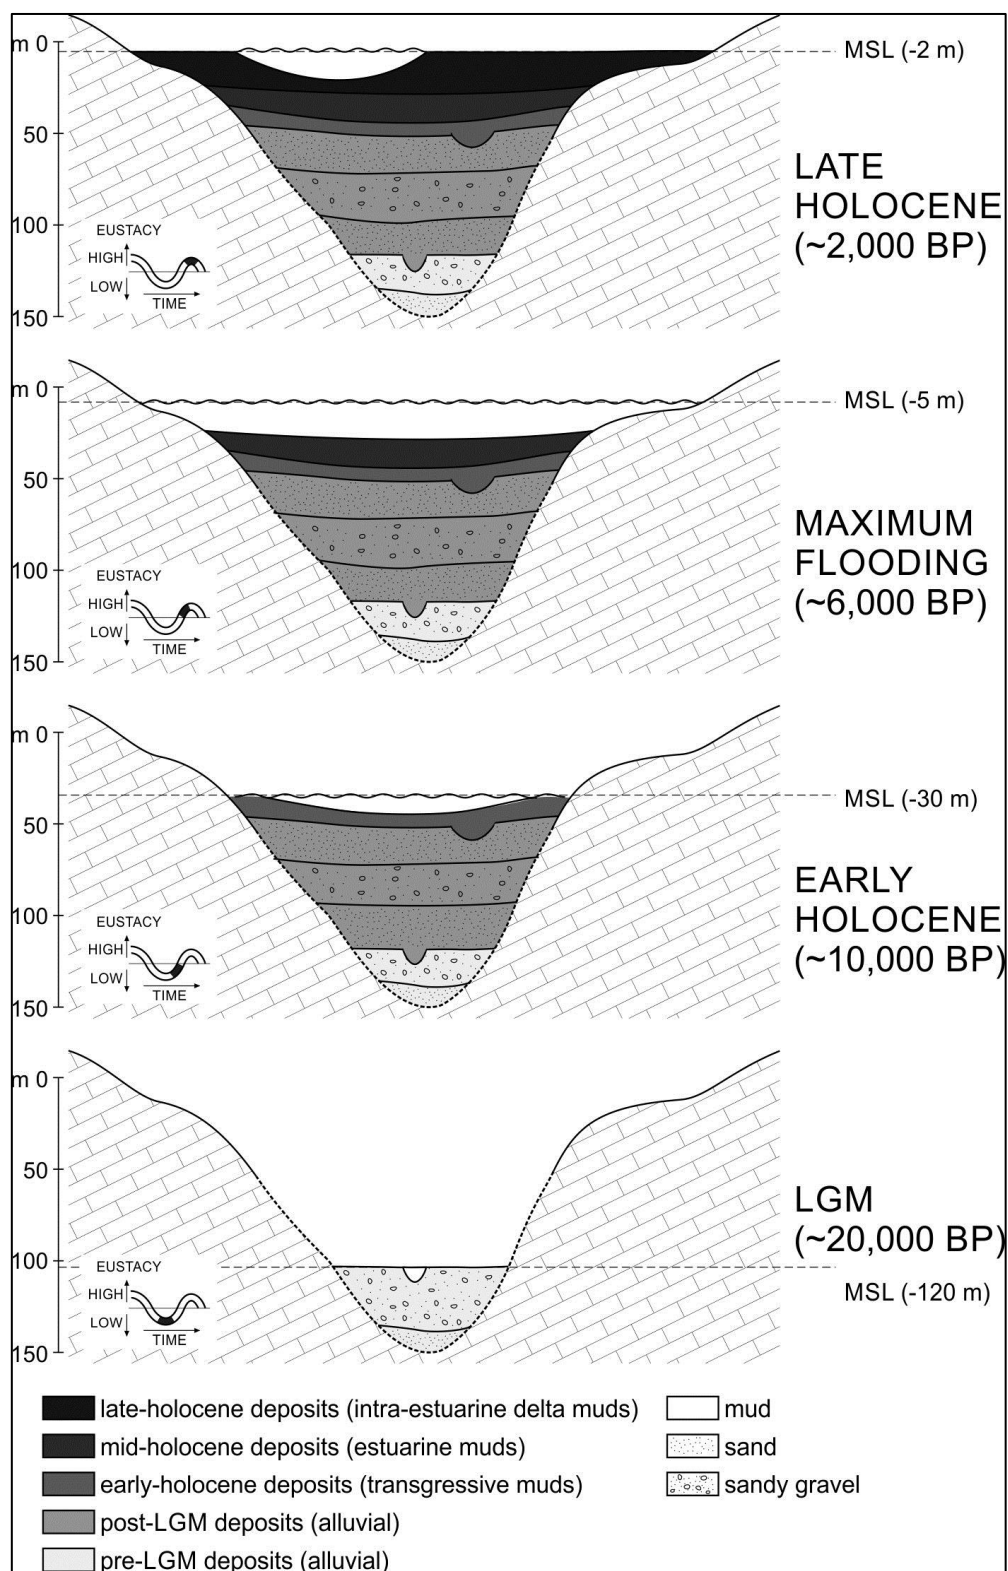 m 0
50
100
150
EUSTACY
HIGH
LOW
TIME
MSL (-2 m)
LATE
HOLOCENE
(~2,000 BP)
m 0
50
100
150
EUSTACY
HIGH
LOW
TIME
MSL (-5 m)
MAXIMUM
FLOODING
(~6,000 BP)
m 0
50
100
150
EUSTACY
HIGH
LOW
TIME
MSL (-30 m)
EARLY
HOLOCENE
(~10,000 BP)
m 0
50
100
150
EUSTACY
HIGH
LOW
TIME
LGM
(~20,000 BP)
MSL (-120 m)
late-holocene deposits (intra-estuarine delta muds)
mid-holocene deposits (estuarine muds)
early-holocene deposits (transgressive muds)
post-LGM deposits (alluvial)
pre-LGM deposits (alluvial)
mud
sand
sandy gravel